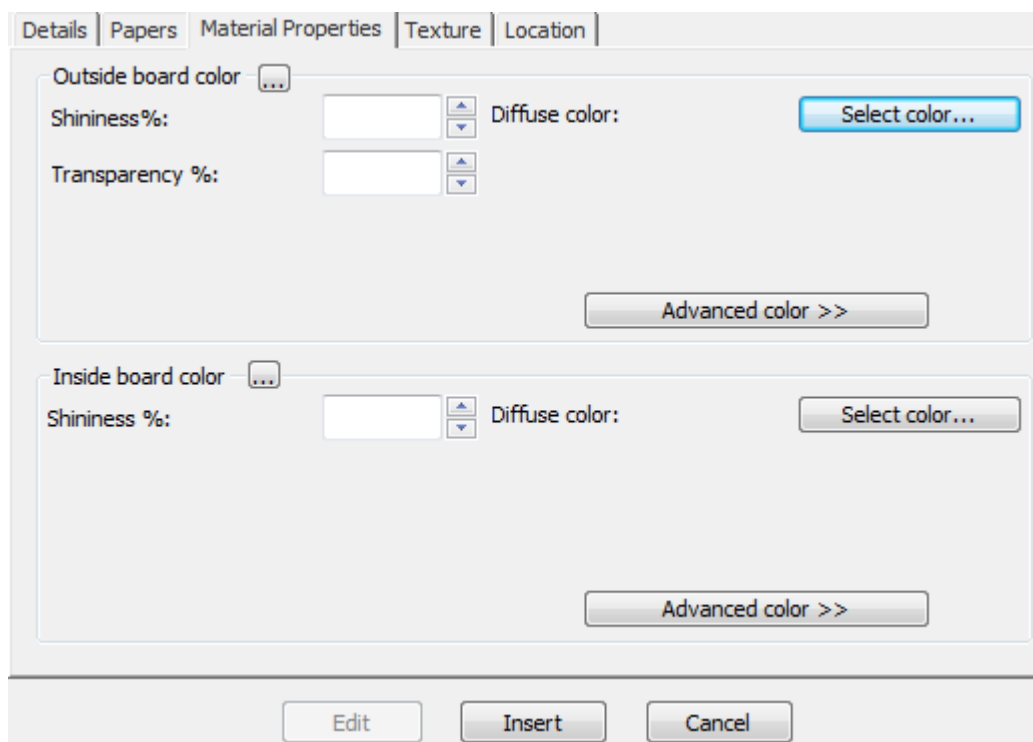 Details Papers Material Properties Texture Location
Outside board color ...
Shininess%: Diffuse color: Select color...
Transparency %:
Advanced color >>
Inside board color ...
Shininess %: Diffuse color: Select color...
Advanced color >>
Edit Insert Cancel